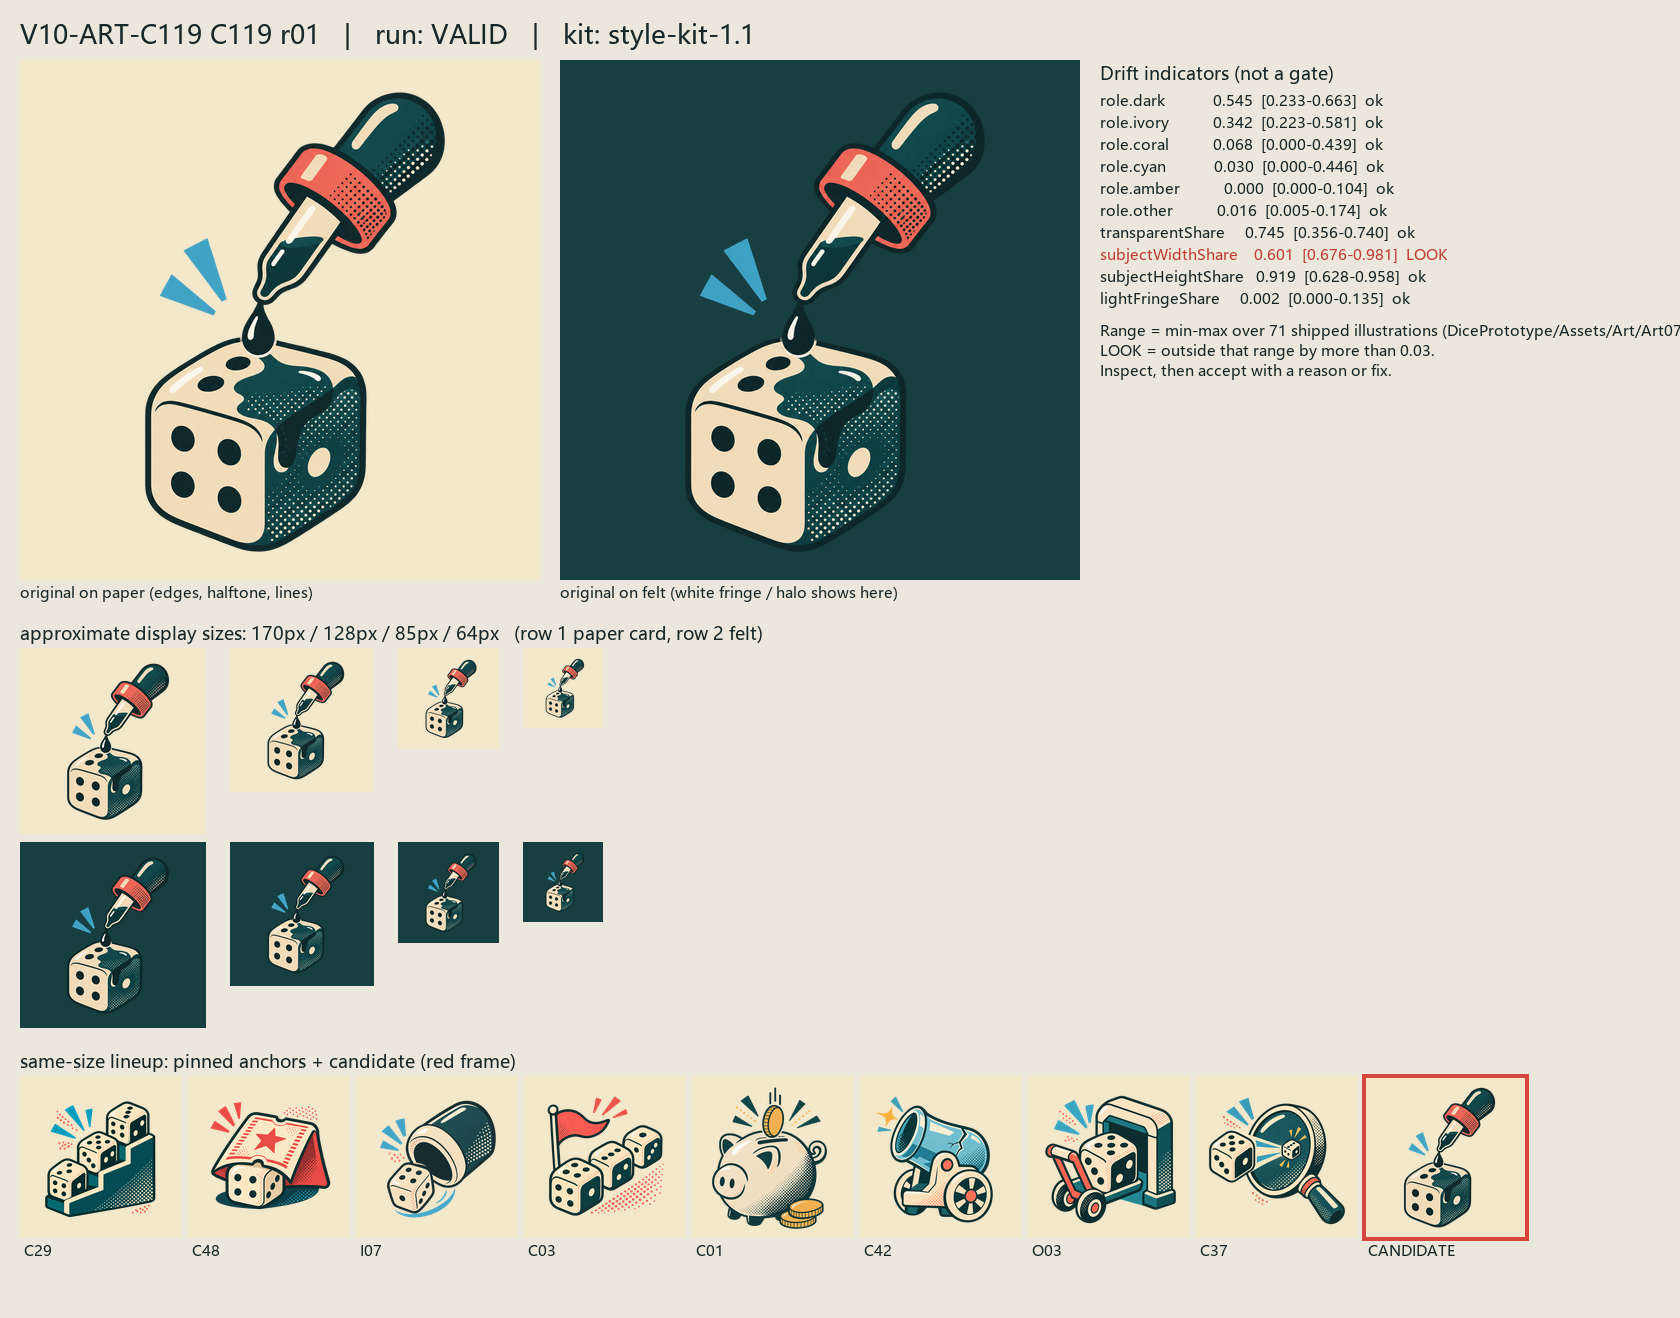 V10-ART-C119 C119 r01 | run: VALID | kit: style-kit-1.1
Drift indicators (not a gate)
role.dark 0.545 [0.233-0.663] ok
role.ivory 0.342 [0.223-0.581] ok
role.coral 0.068 [0.000-0.439] ok
role.cyan 0.030 [0.000-0.446] ok
role.amber 0.000 [0.000-0.104] ok
role.other 0.016 [0.005-0.174] ok
transparentShare 0.745 [0.356-0.740] ok
subjectWidthShare 0.601 [0.676-0.981] LOOK
subjectHeightShare 0.919 [0.628-0.958] ok
lightFringeShare 0.002 [0.000-0.135] ok
Range = min-max over 71 shipped illustrations (DicePrototype/Assets/Art/Art07
LOOK = outside that range by more than 0.03.
Inspect, then accept with a reason or fix.
original on paper (edges, halftone, lines)
original on felt (white fringe / halo shows here)
approximate display sizes: 170px / 128px / 85px / 64px (row 1 paper card, row 2 felt)
same-size lineup: pinned anchors + candidate (red frame)
C29
C48
I07
C03
C01
C42
O03
C37
CANDIDATE